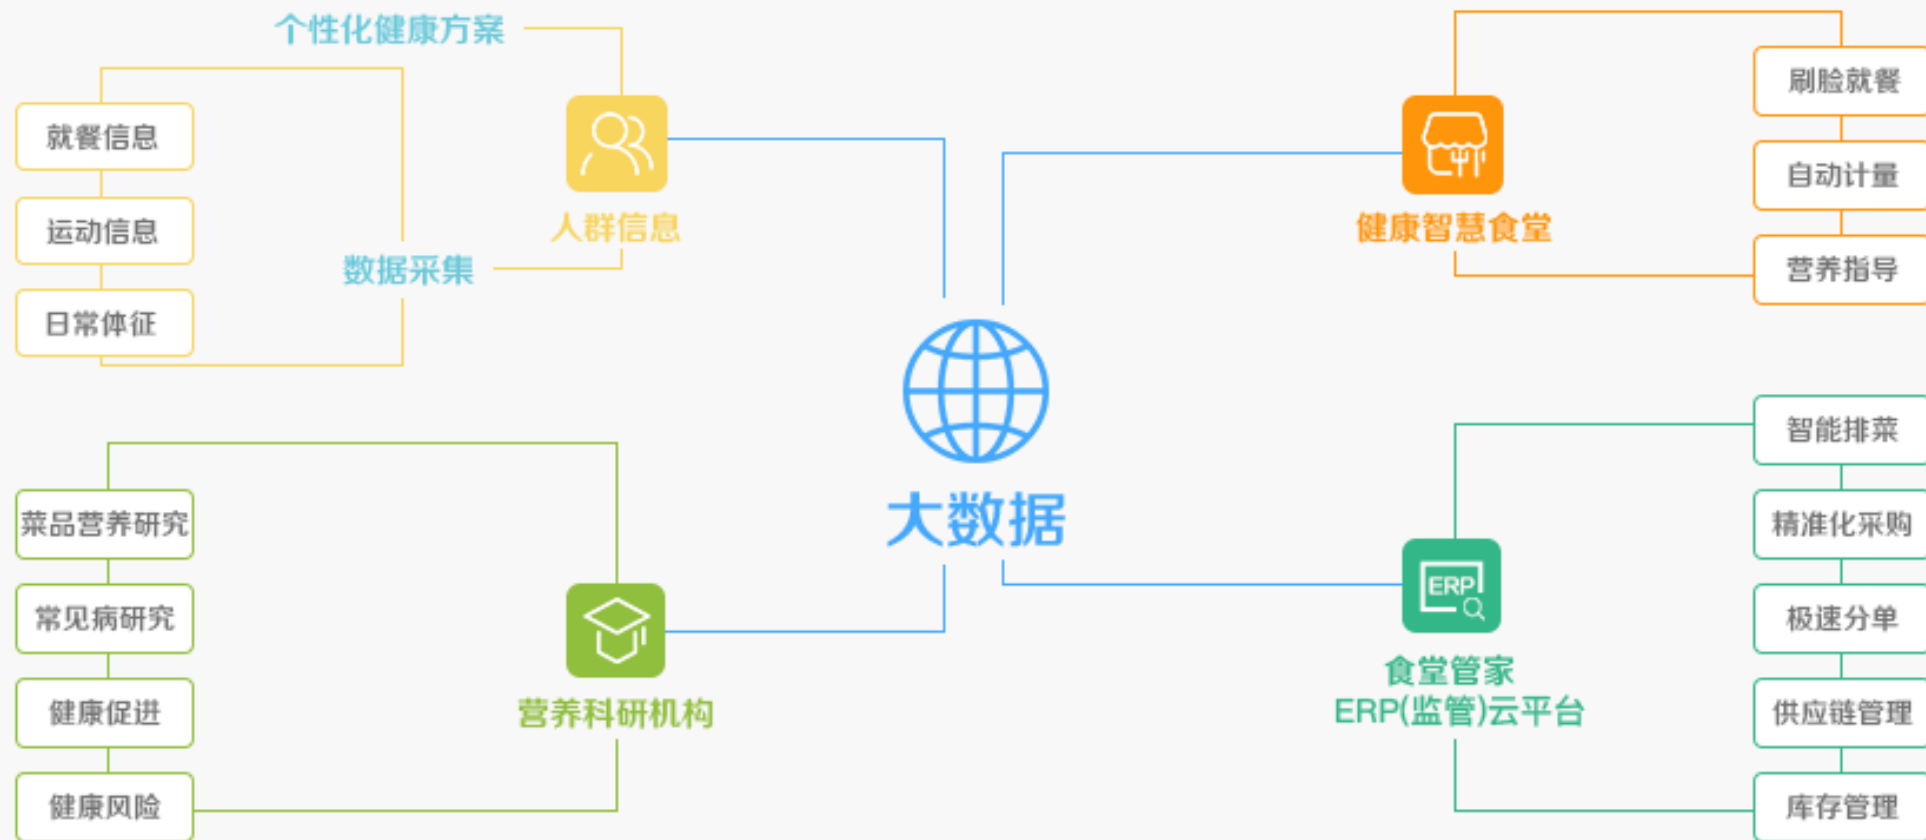 个性化健康方案
就餐信息
运动信息
日常体征
数据采集
人群信息
健康智慧食堂
刷脸就餐
自动计量
营养指导
大数据
菜品营养研究
常见病研究
健康促进
健康风险
营养科研机构
ERP
食堂管家
ERP(监管)云平台
智能排菜
精准化采购
极速分单
供应链管理
库存管理